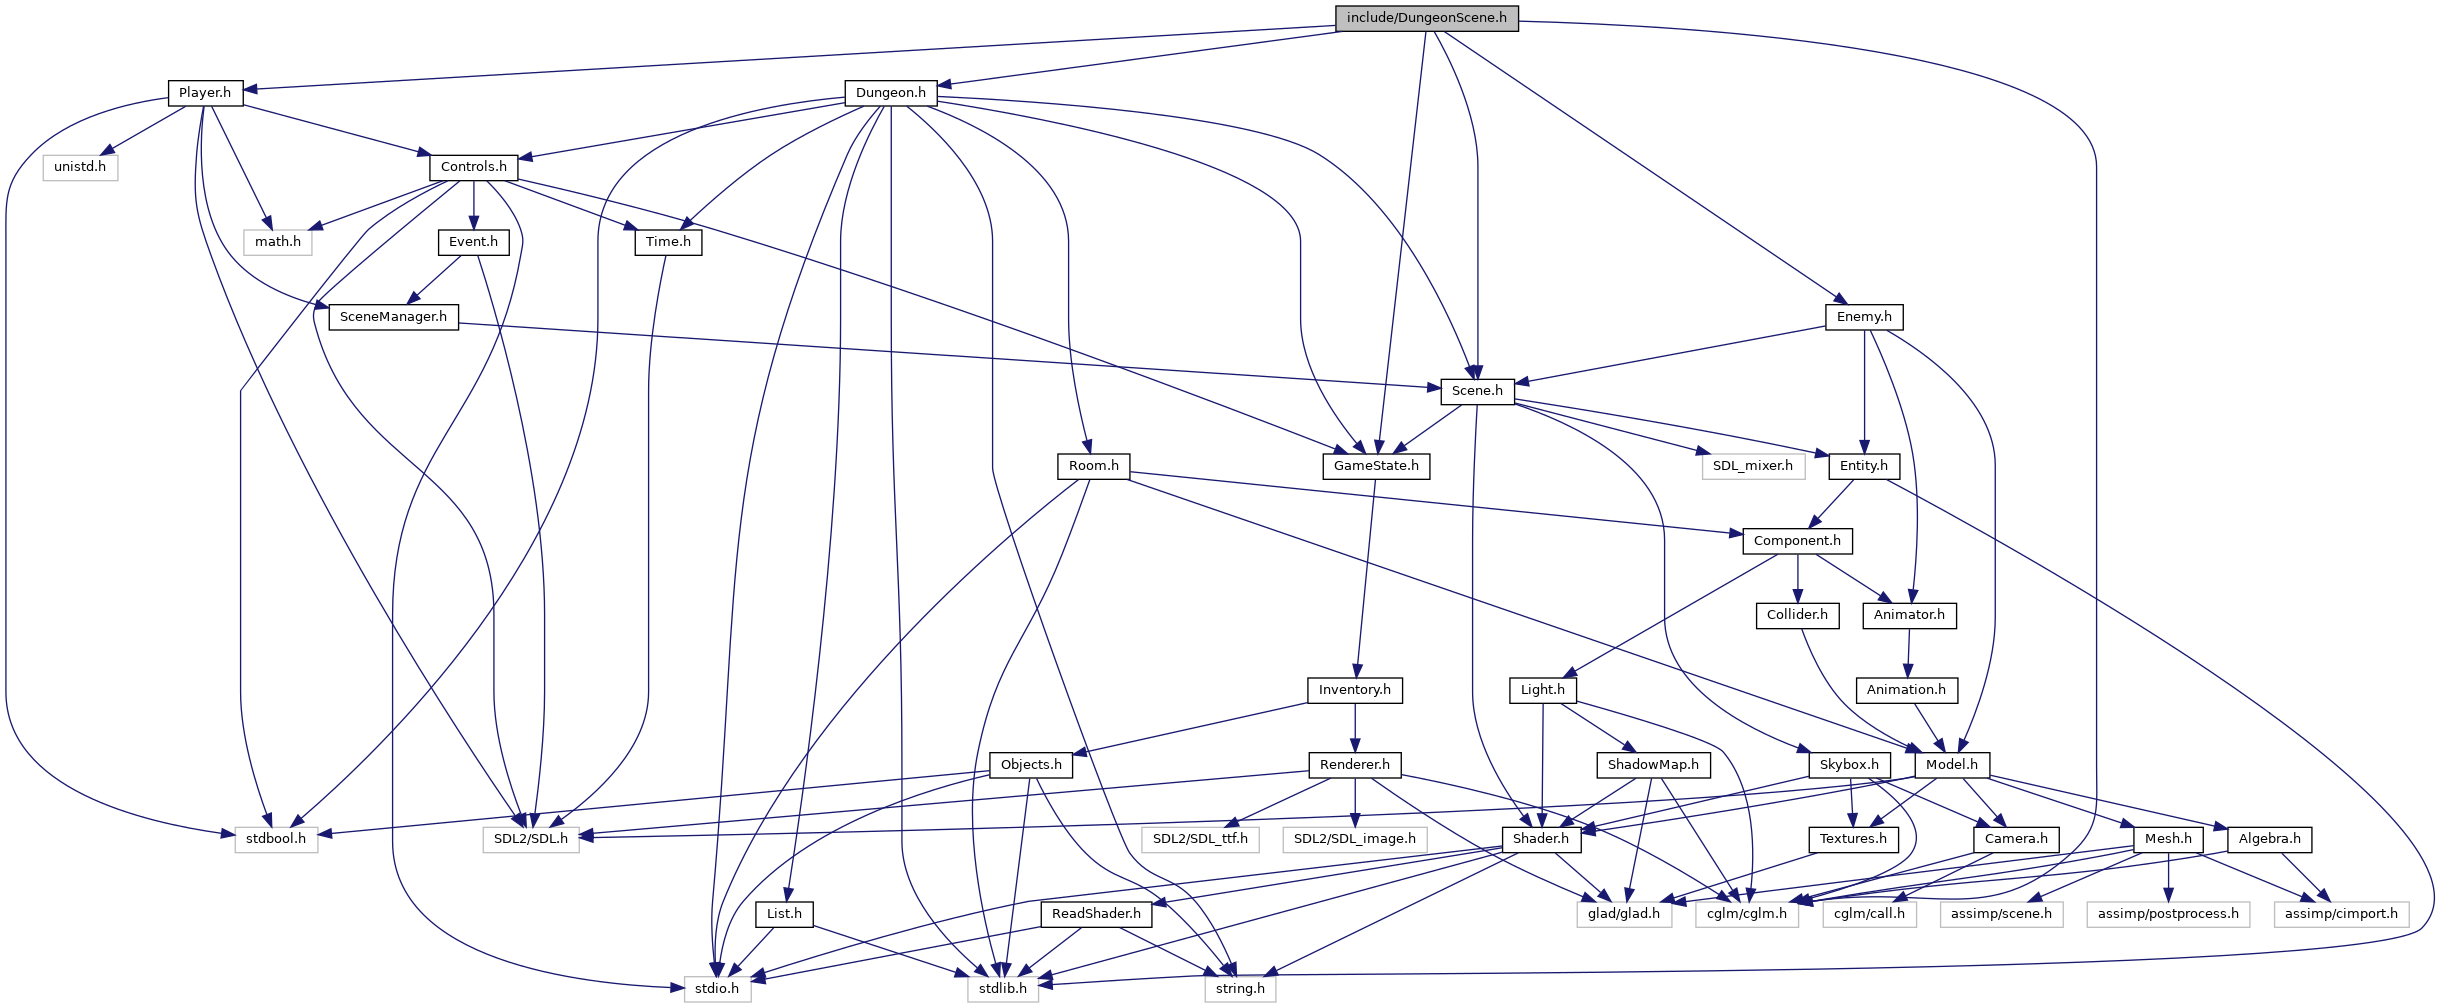 include/DungeonScene.h
Player.h
Dungeon.h
unistd.h
Controls.h
math.h
Event.h
Time.h
SceneManager.h
Enemy.h
Scene.h
Room.h
GameState.h
SDL_mixer.h
Entity.h
Component.h
Collider.h
Animator.h
Inventory.h
Light.h
Animation.h
Objects.h
Renderer.h
ShadowMap.h
Skybox.h
Model.h
stdbool.h
SDL2/SDL.h
SDL2/SDL_ttf.h
SDL2/SDL_image.h
Shader.h
Textures.h
Camera.h
Mesh.h
Algebra.h
List.h
ReadShader.h
glad/glad.h
cglm/cglm.h
cglm/call.h
assimp/scene.h
assimp/postprocess.h
assimp/cimport.h
stdio.h
stdlib.h
string.h